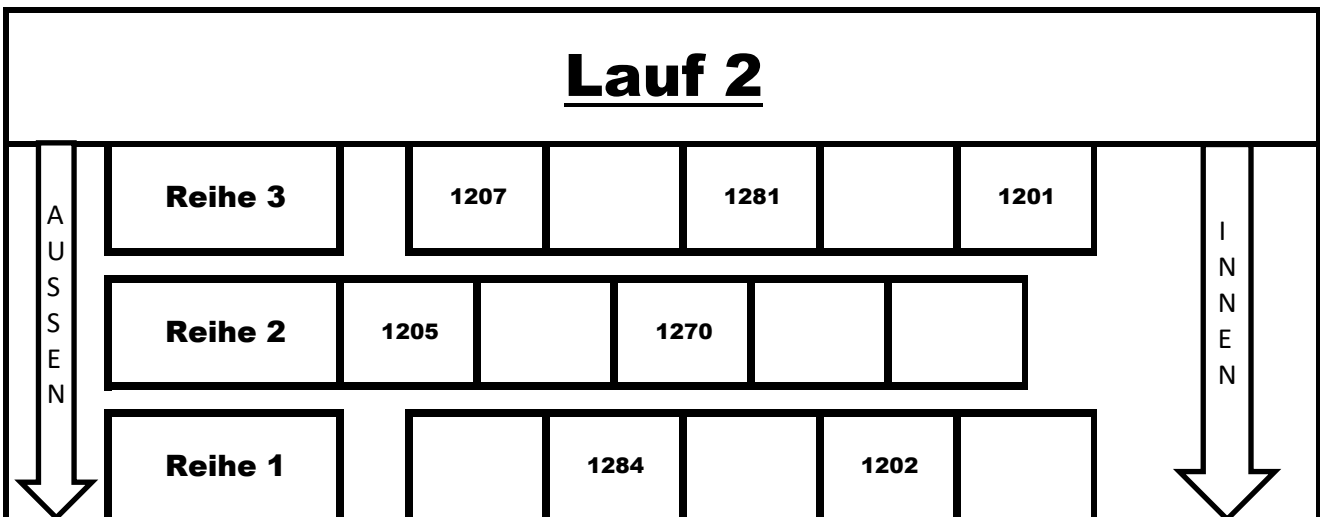 Lauf 2
AUSSEN
Reihe 3 1207 1281 1201
INNEN
Reihe 2 1205 1270
Reihe 1 1284 1202